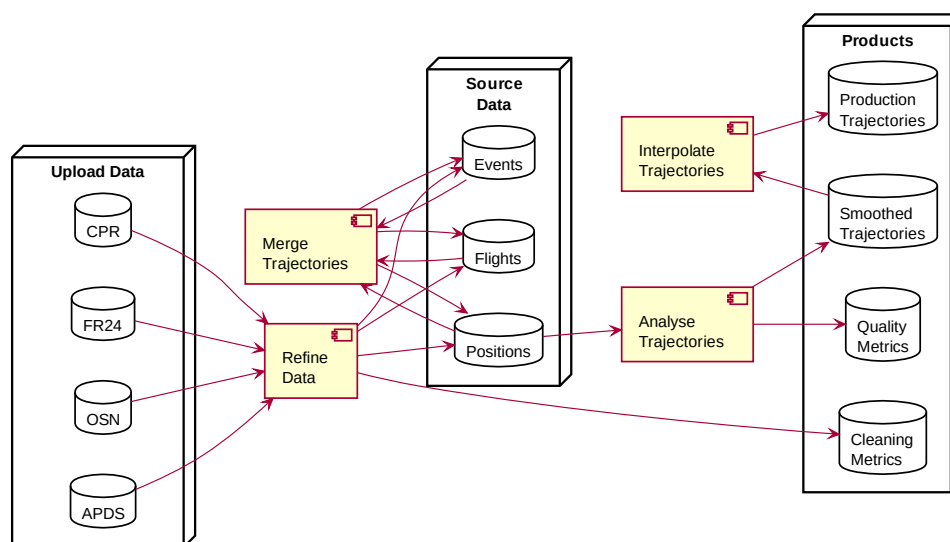 Upload Data
CPR
FR24
OSN
APDS
Merge
Trajectories
Refine
Data
Source
Data
Events
Flights
Positions
Interpolate
Trajectories
Analyse
Trajectories
Products
Production
Trajectories
Smoothed
Trajectories
Quality
Metrics
Cleaning
Metrics